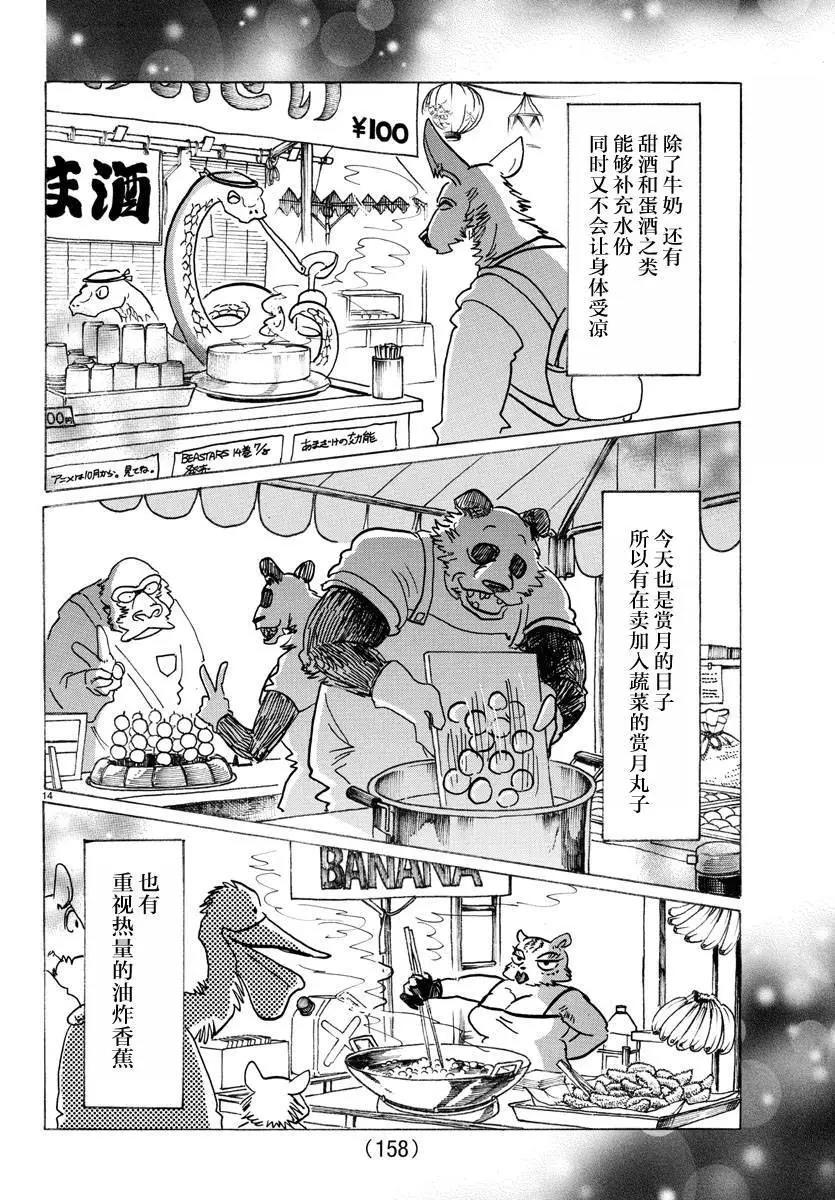 ¥100
ま酒
除了牛奶 还有
甜酒和蛋酒之类
能够补充水份
同时又不会让身体受凉
00円
アニメは10月から。見てね。
BEASTARS 14巻 7/8
発売
あまざけの効能
今天也是赏月的日子
所以有在卖加入蔬菜的赏月丸子
14
BANANA
也有
重视热量的油炸香蕉
(158)